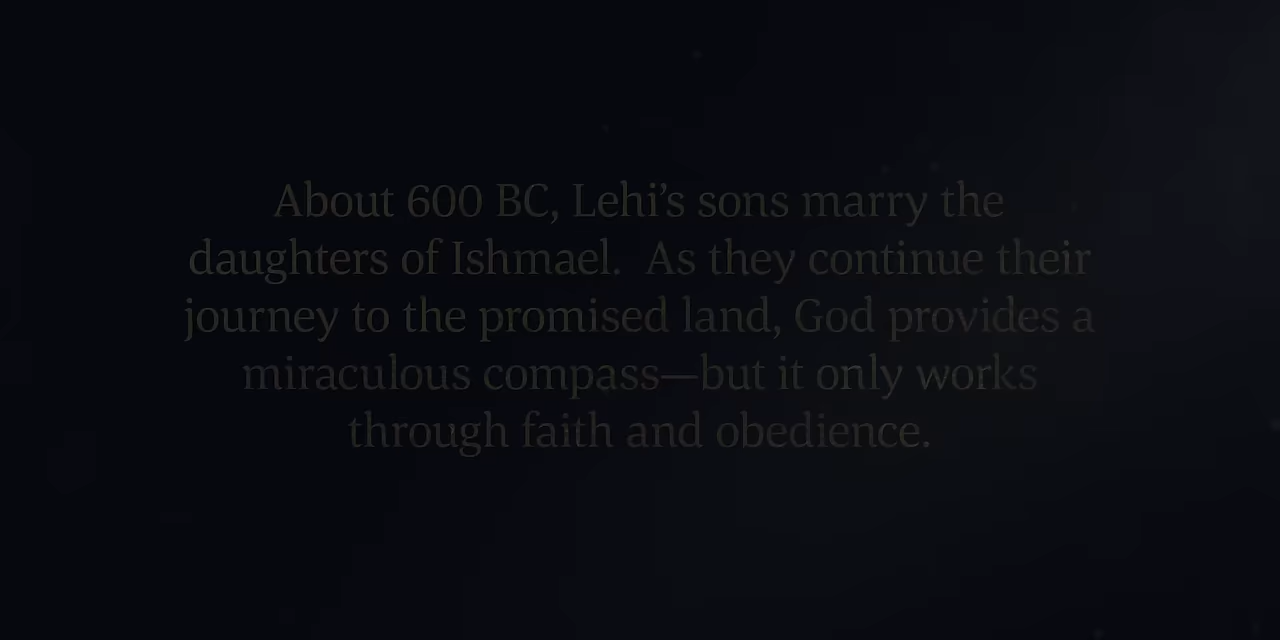 About 600 BC, Lehi’s sons marry the
daughters of Ishmael.  As they continue their
journey to the promised land, God provides a
miraculous compass—but it only works
through faith and obedience.